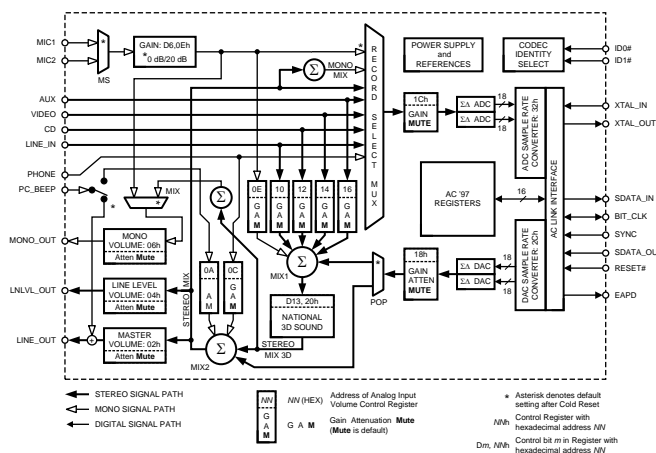 MIC1
MIC2
*
MS
GAIN: D6,0Eh
*0 dB/20 dB
*
MONO
MIX
Σ
RECORD SELECT MUX
POWER SUPPLY
and
REFERENCES
CODEC
IDENTITY
SELECT
ID0#
ID1#
AUX
VIDEO
CD
LINE_IN
PHONE
PC_BEEP
1Ch
GAIN
MUTE
18
ΣΔ ADC
ΣΔ ADC
18
ADC SAMPLE RATE
CONVERTER: 32h
XTAL_IN
XTAL_OUT
0E
G
A
M
10
G
A
M
12
G
A
M
14
G
A
M
16
G
A
M
*
MIX
*
Σ
AC '97
REGISTERS
16
AC LINK INTERFACE
SDATA_IN
BIT_CLK
SYNC
SDATA_OU
RESET#
EAPD
MONO_OUT
MONO
VOLUME: 06h
Atten Mute
LNLVL_OUT
LINE LEVEL
VOLUME: 04h
Atten Mute
LINE_OUT
+
MASTER
VOLUME: 02h
Atten Mute
STEREO MIX
0A
A
M
0C
G
A
M
Σ
MIX1
D13, 20h
NATIONAL
3D SOUND
STEREO
MIX 3D
Σ
MIX2
*
POP
18h
GAIN
ATTEN
MUTE
ΣΔ DAC
ΣΔ DAC
18
18
DAC SAMPLE RATE
CONVERTER: 2Ch
STEREO SIGNAL PATH
MONO SIGNAL PATH
DIGITAL SIGNAL PATH
NN
G
A
M
NN (HEX)
Address of Analog Input
Volume Control Register
G A M
Gain Attenuation Mute
(Mute is default)
* Asterisk denotes default
setting after Cold Reset
NNh Control Register with
hexadecimal address NN
Dm, NNh Control bit m in Register with
hexadecimal address NN